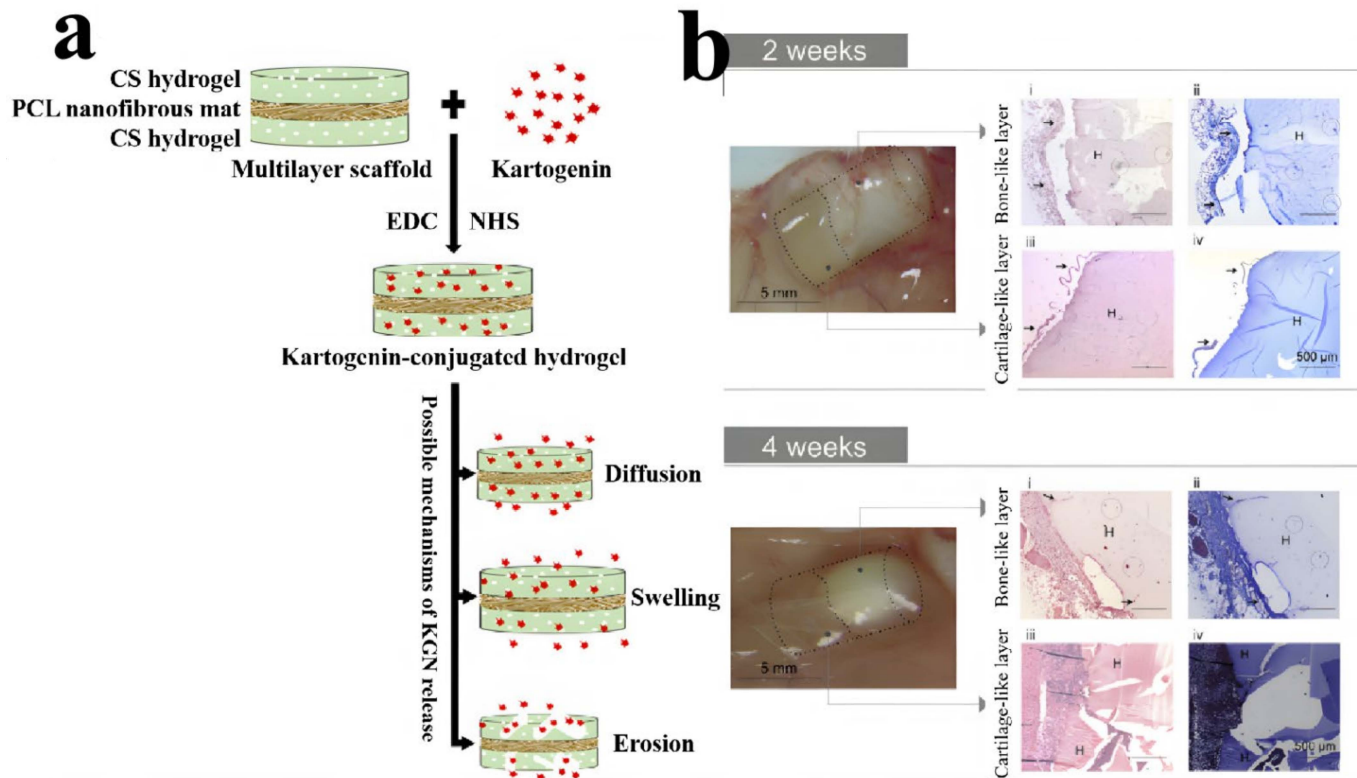 a
CS hydrogel
PCL nanofibrous mat
CS hydrogel
Multilayer scaffold
Kartogenin
EDC
NHS
Kartogenin-conjugated hydrogel
Possible mechanisms of KGN release
Diffusion
Swelling
Erosion
b
2 weeks
5 mm
Bone-like layer
i
H
ii
H
Cartilage-like layer
iii
H
iv
H
500 µm
4 weeks
5 mm
Bone-like layer
i
H
ii
H
Cartilage-like layer
iii
H
H
iv
H
H
500 µm